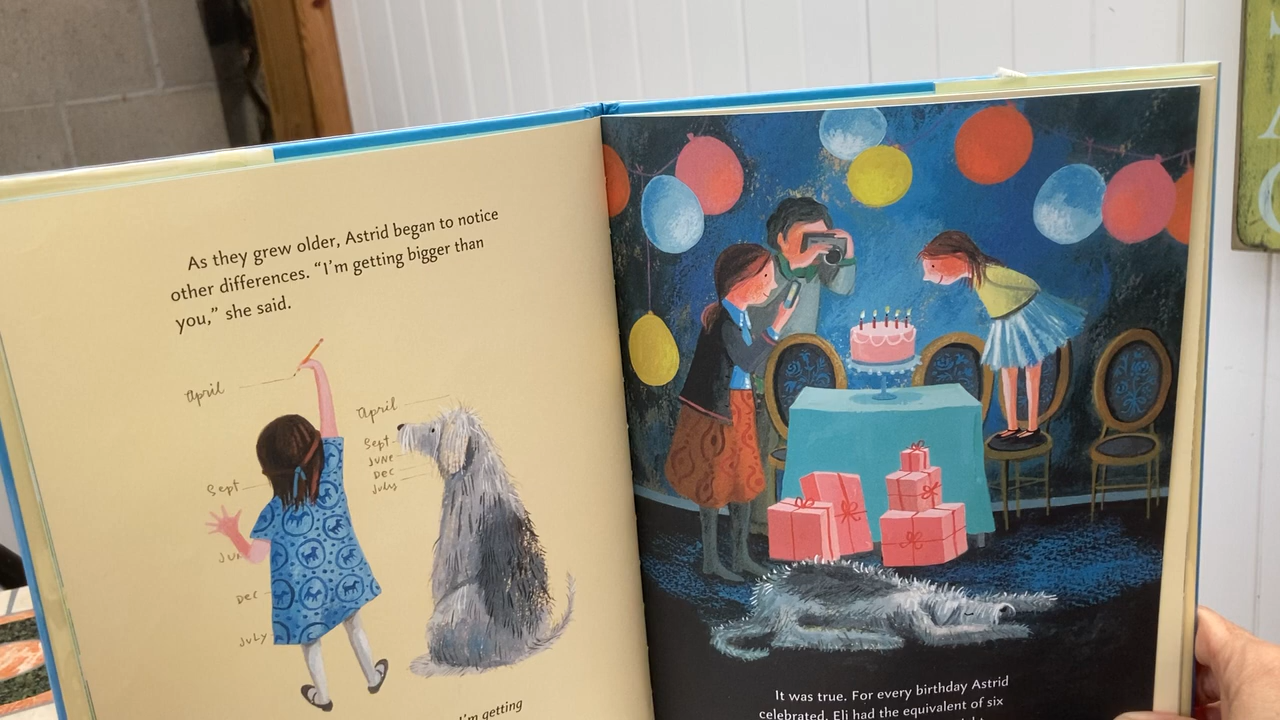 As they grew older, Astrid began to notice
other differences. “I’m getting bigger than
you,” she said.
April
Sept
Dec
July
April
Sept
June
Dec
July
I’m getting
It was true. For every birthday Astrid
celebrated, Eli had the equivalent of six